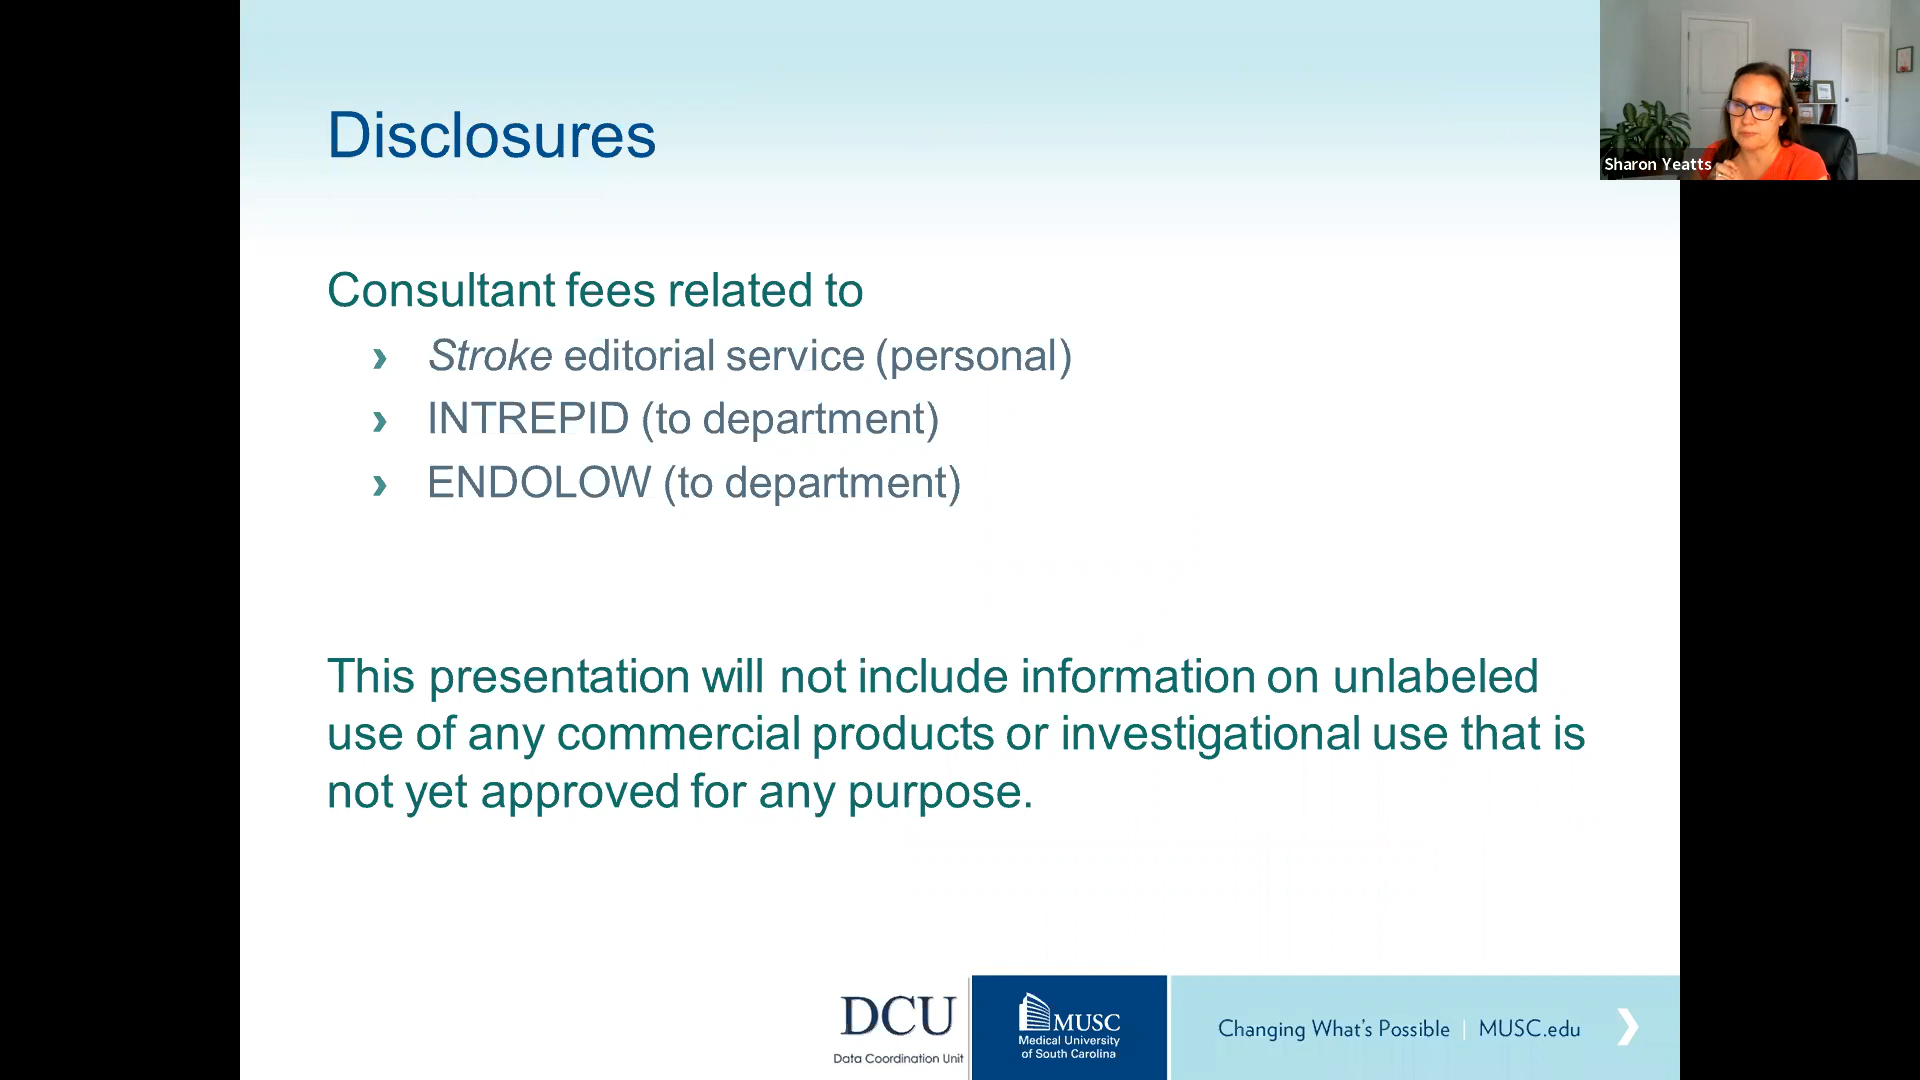 Disclosures
Sharon Yeatts
Consultant fees related to
› Stroke editorial service (personal)
› INTREPID (to department)
› ENDOLOW (to department)
This presentation will not include information on unlabeled
use of any commercial products or investigational use that is
not yet approved for any purpose.
DCU
Data Coordination Unit
MUSC
Medical University
of South Carolina
Changing What's Possible | MUSC.edu